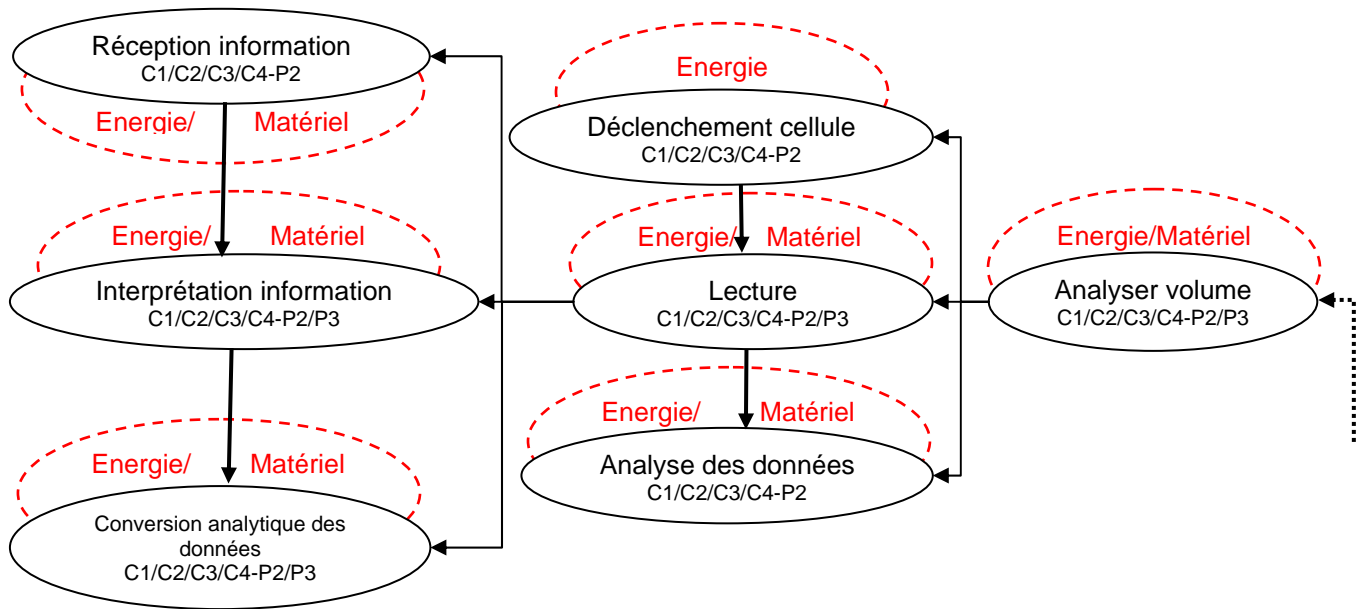 Réception information
C1/C2/C3/C4-P2
Energie/ Matériel
Energie/ Matériel
Interprétation information
C1/C2/C3/C4-P2/P3
Energie/ Matériel
Conversion analytique des
données
C1/C2/C3/C4-P2/P3
Energie
Déclenchement cellule
C1/C2/C3/C4-P2
Energie/ Matériel
Lecture
C1/C2/C3/C4-P2/P3
Energie/ Matériel
Analyse des données
C1/C2/C3/C4-P2
Energie/Matériel
Analyser volume
C1/C2/C3/C4-P2/P3